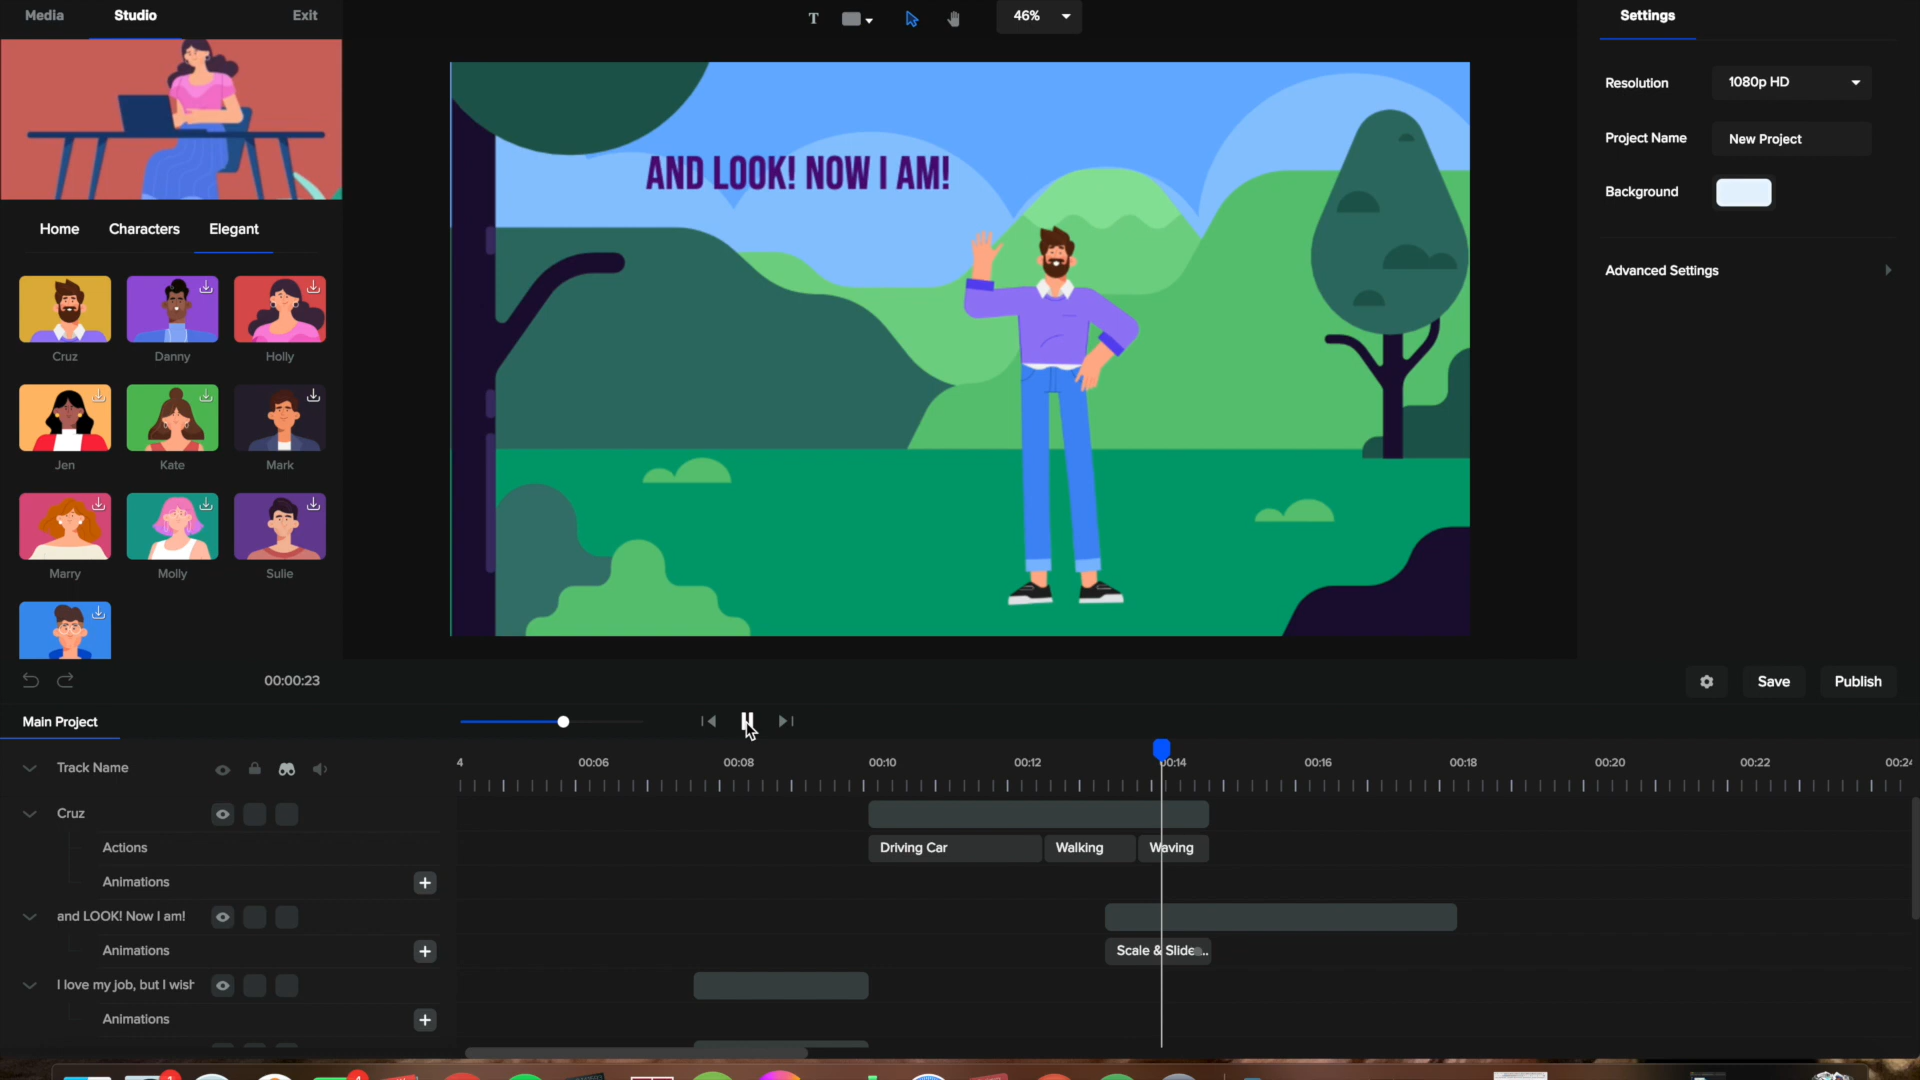 Media
Studio
Exit
T
46%
Settings
Resolution
1080p HD
Project Name
New Project
Background
Advanced Settings
AND LOOK! NOW I AM!
Home
Characters
Elegant
Cruz
Danny
Holly
Jen
Kate
Mark
Marry
Molly
Sulie
00:00:23
Save
Publish
Main Project
Track Name
4
00:06
00:08
00:10
00:12
00:14
00:16
00:18
00:20
00:22
00:24
Cruz
Actions
Driving Car
Walking
Waving
Animations
and LOOK! Now I am!
Animations
Scale & Slide...
I love my job, but I wish
Animations
1
4